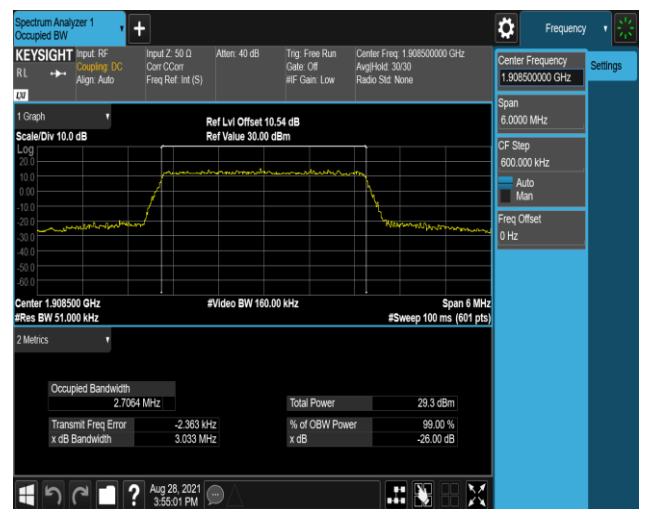 Spectrum Analyzer 1
Occupied BW
+
Frequency
KEYSIGHT
RL
LXI
Input: RF
Coupling: DC
Align: Auto
Input Z: 50 Ω
Corr CCorr
Freq Ref: Int (S)
Atten: 40 dB
Trig: Free Run
Gate: Off
#IF Gain: Low
Center Freq: 1.908500000 GHz
Avg|Hold: 30/30
Radio Std: None
Center Frequency
1.908500000 GHz
Settings
Span
6.0000 MHz
CF Step
600.000 kHz
Auto
Man
Freq Offset
0 Hz
1 Graph
Scale/Div 10.0 dB
Ref Lvl Offset 10.54 dB
Ref Value 30.00 dBm
Log
20.0
10.0
0.00
-10.0
-20.0
-30.0
-40.0
-50.0
-60.0
Center 1.908500 GHz
#Video BW 160.00 kHz
Span 6 MHz
#Res BW 51.000 kHz
#Sweep 100 ms (601 pts)
2 Metrics
Occupied Bandwidth
2.7064 MHz
Total Power 29.3 dBm
Transmit Freq Error -2.363 kHz
% of OBW Power 99.00 %
x dB Bandwidth 3.033 MHz
x dB -26.00 dB
?
Aug 28, 2021
3:55:01 PM